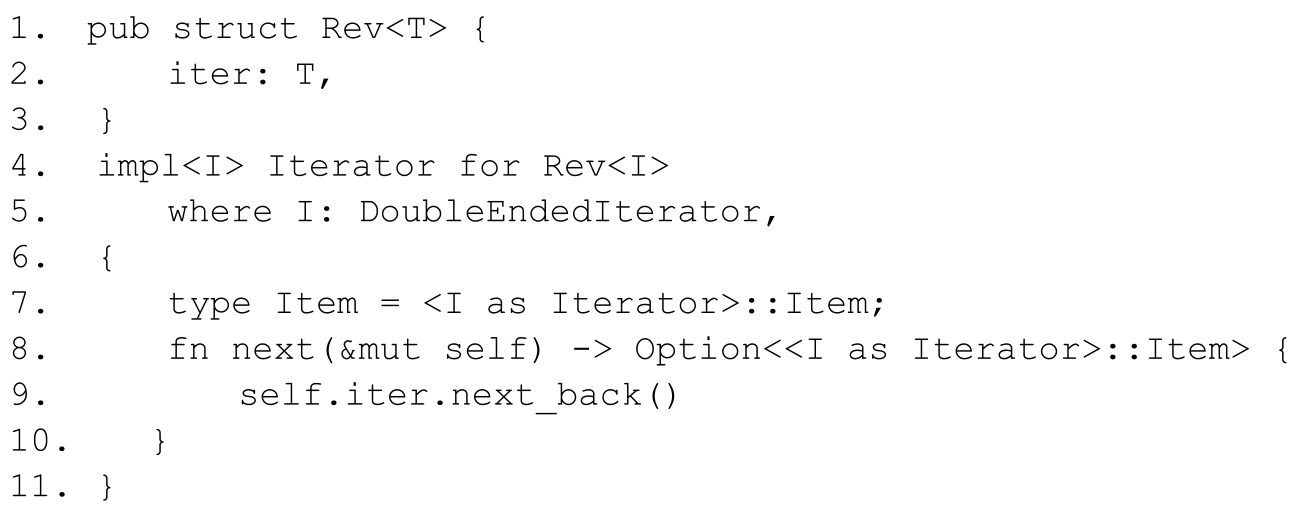 1. pub struct Rev<T> {
2.     iter: T,
3. }
4. impl<I> Iterator for Rev<I>
5.     where I: DoubleEndedIterator,
6. {
7.     type Item = <I as Iterator>::Item;
8.     fn next(&mut self) -> Option<<I as Iterator>::Item> {
9.         self.iter.next_back()
10.    }
11. }